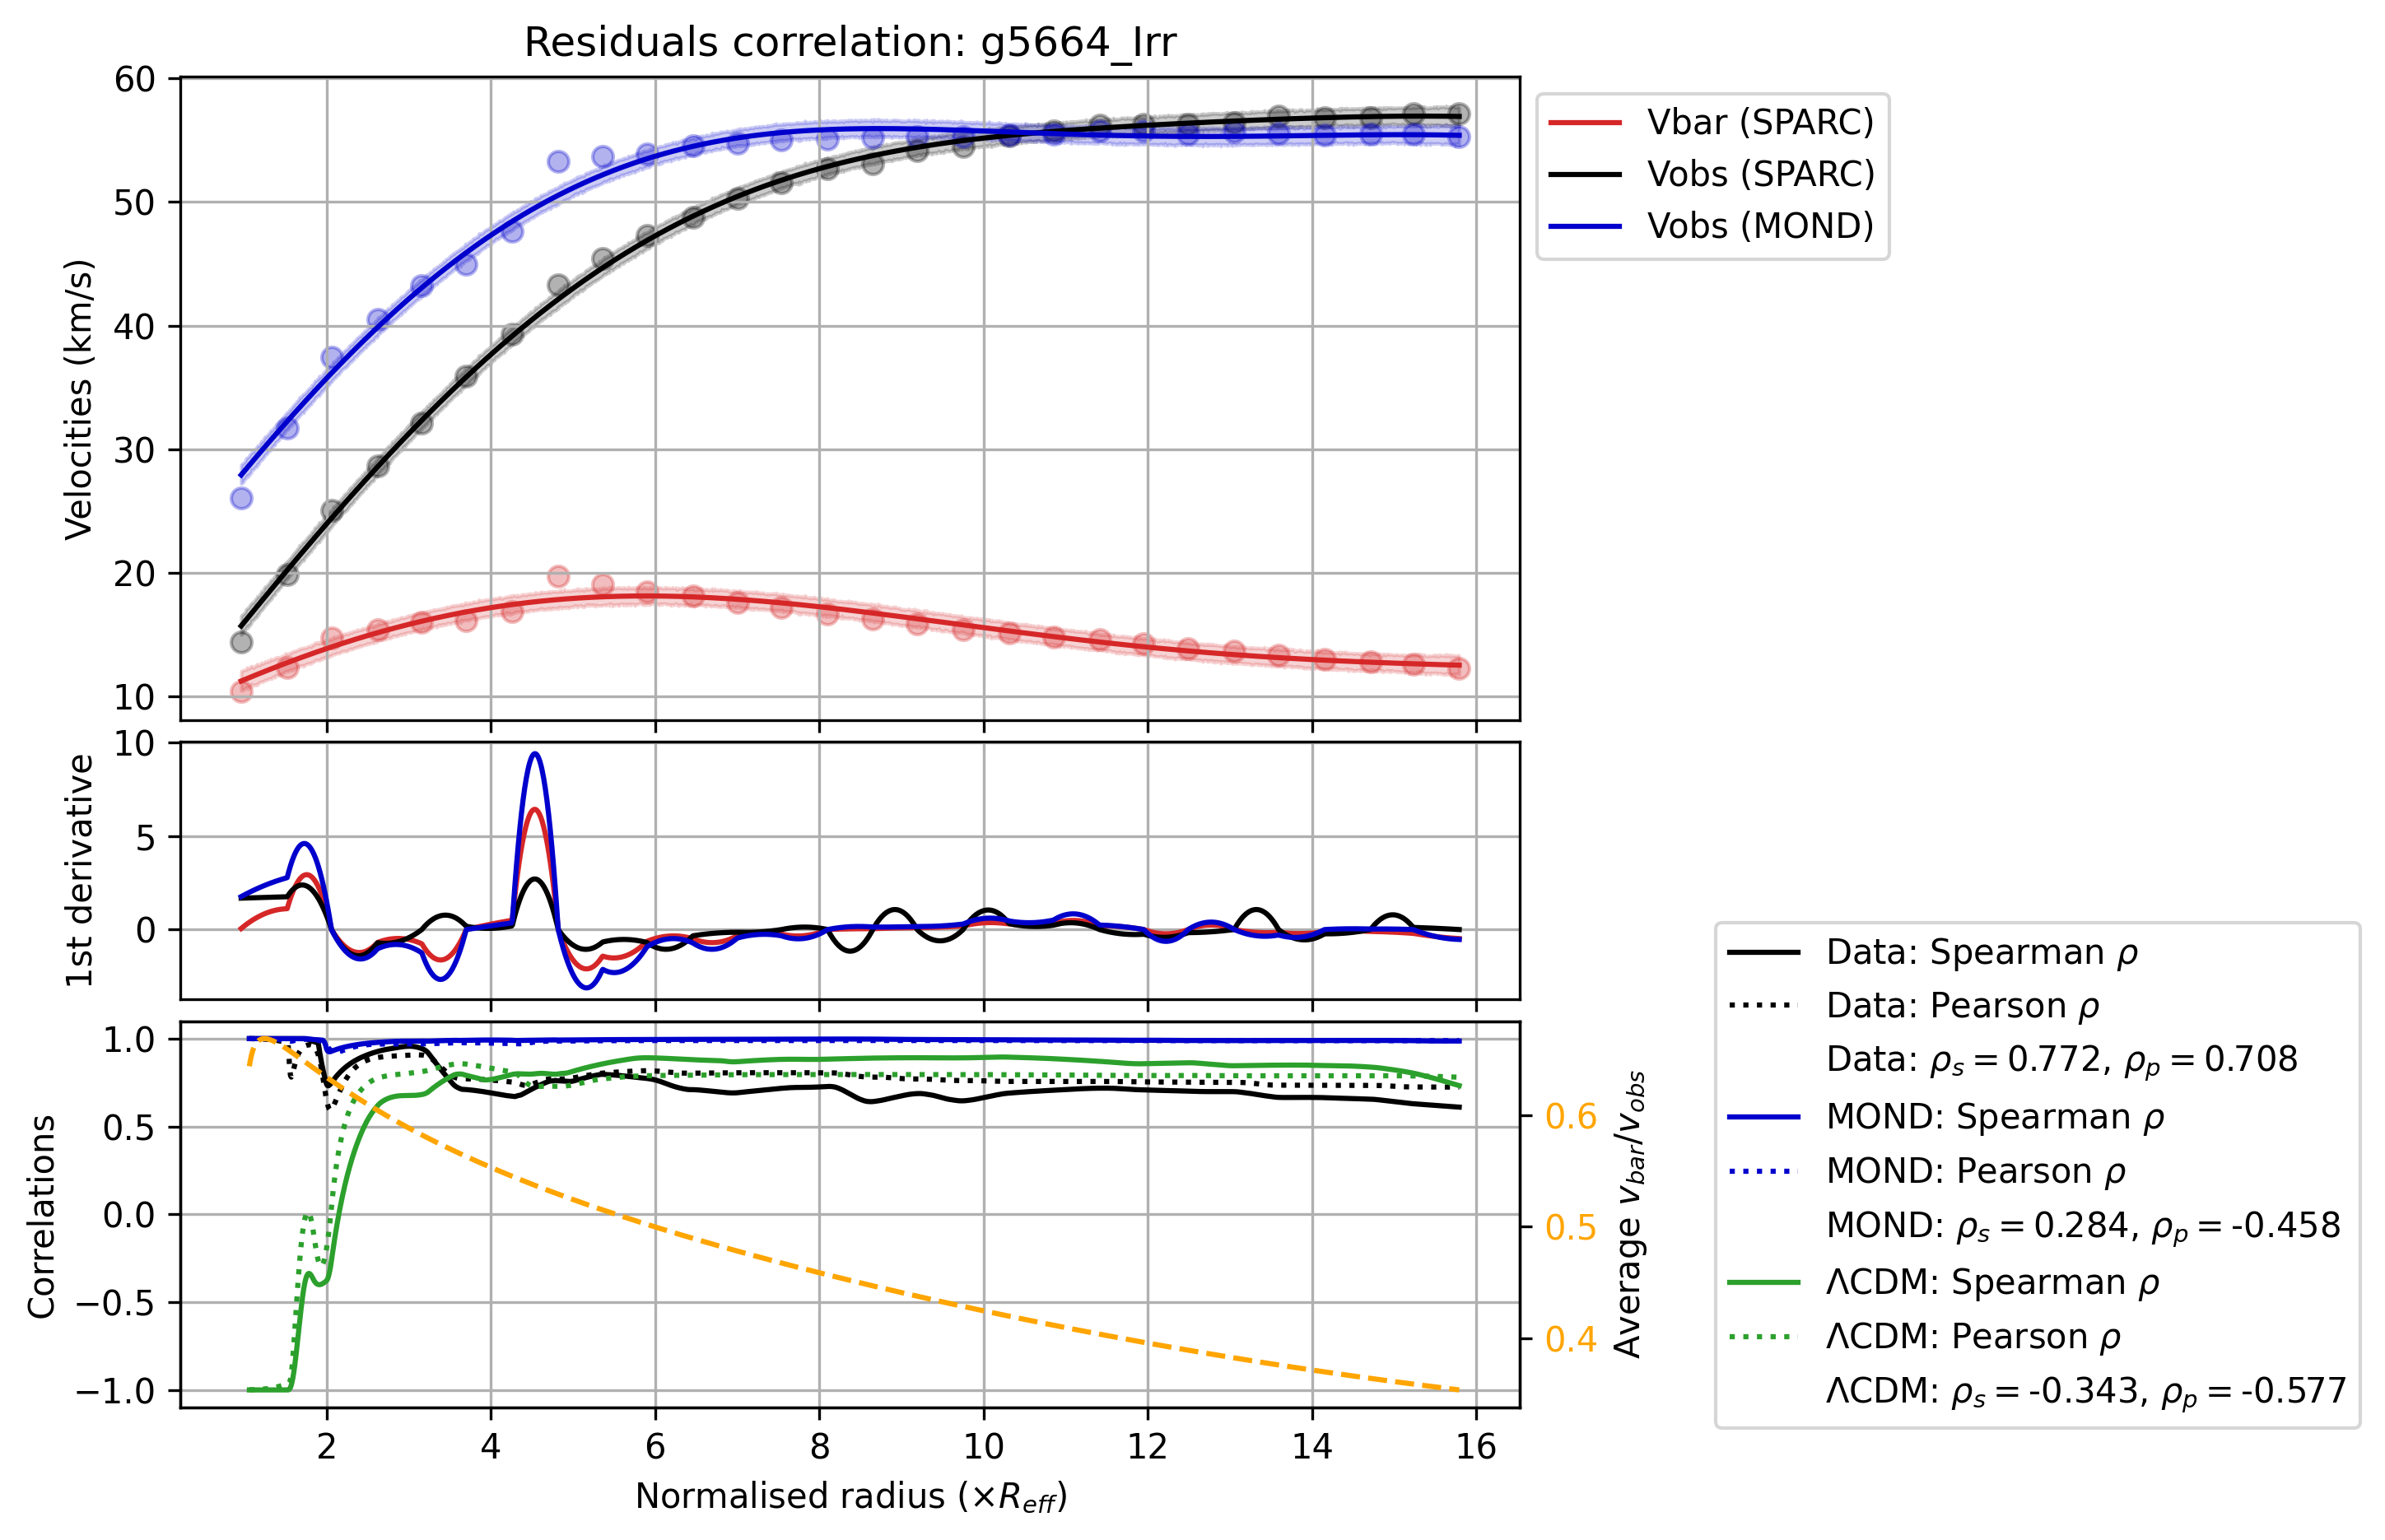 Residuals correlation: g5664_Irr
60
50
40
30
20
10
Velocities (km/s)
Vbar (SPARC)
Vobs (SPARC)
Vobs (MOND)
10
5
0
1st derivative
1.0
0.5
0.0
−0.5
−1.0
Correlations
0.6
0.5
0.4
Average v_bar/v_obs
2 4 6 8 10 12 14 16
Normalised radius (×R_eff)
Data: Spearman ρ
Data: Pearson ρ
Data: ρ_s = 0.772, ρ_p = 0.708
MOND: Spearman ρ
MOND: Pearson ρ
MOND: ρ_s = 0.284, ρ_p = -0.458
ΛCDM: Spearman ρ
ΛCDM: Pearson ρ
ΛCDM: ρ_s = -0.343, ρ_p = -0.577